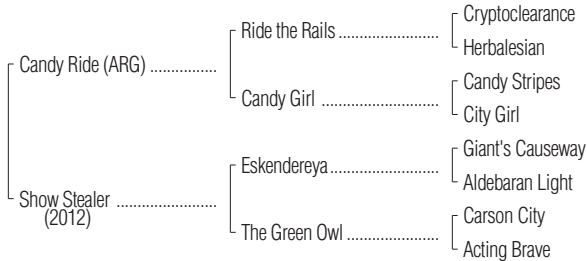 Cryptoclearance
Ride the Rails
Herbalesian
Candy Ride (ARG)
Candy Stripes
Candy Girl
City Girl
Giant's Causeway
Eskendereya
Aldebaran Light
Show Stealer
(2012)
Carson City
The Green Owl
Acting Brave